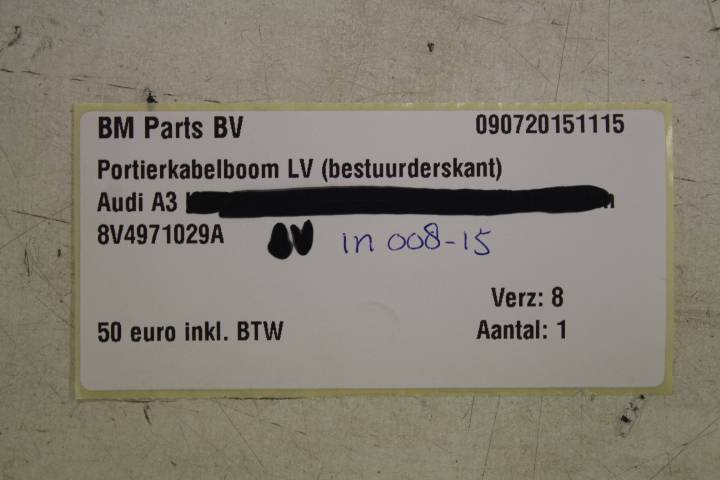 BM Parts BV 090720151115
Portierkabelboom LV (bestuurderskant)
Audi A3
8V4971029A in 008-15
Verz: 8
50 euro inkl. BTW Aantal: 1